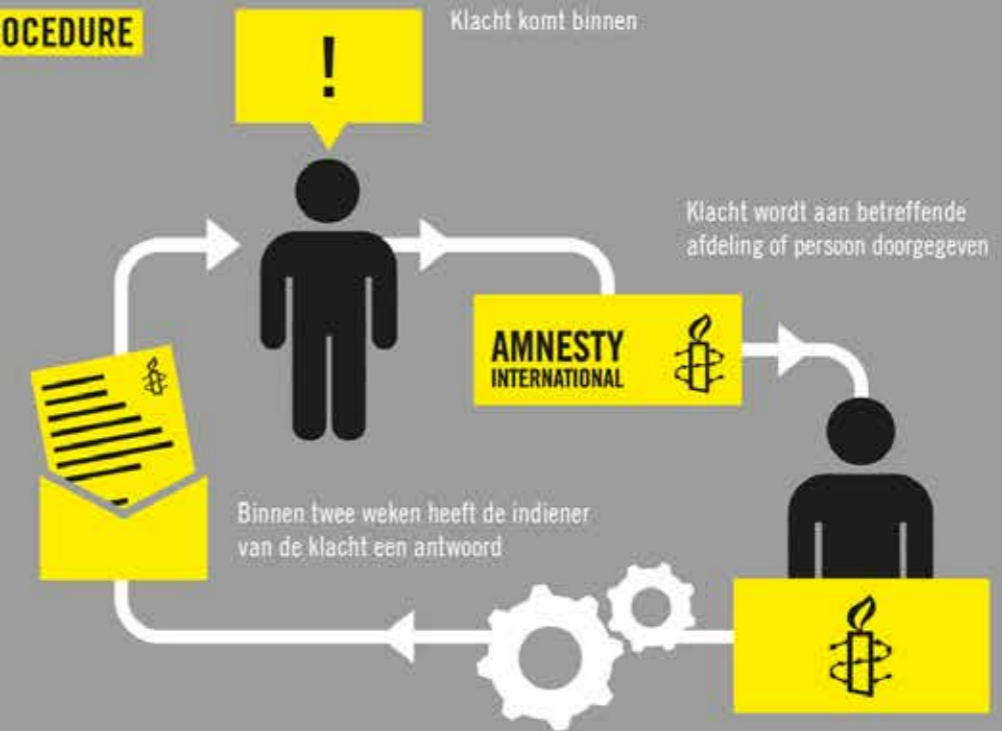 OCEDURE
!
Klacht komt binnen
Klacht wordt aan betreffende
afdeling of persoon doorgegeven
AMNESTY
INTERNATIONAL
Binnen twee weken heeft de indiener
van de klacht een antwoord